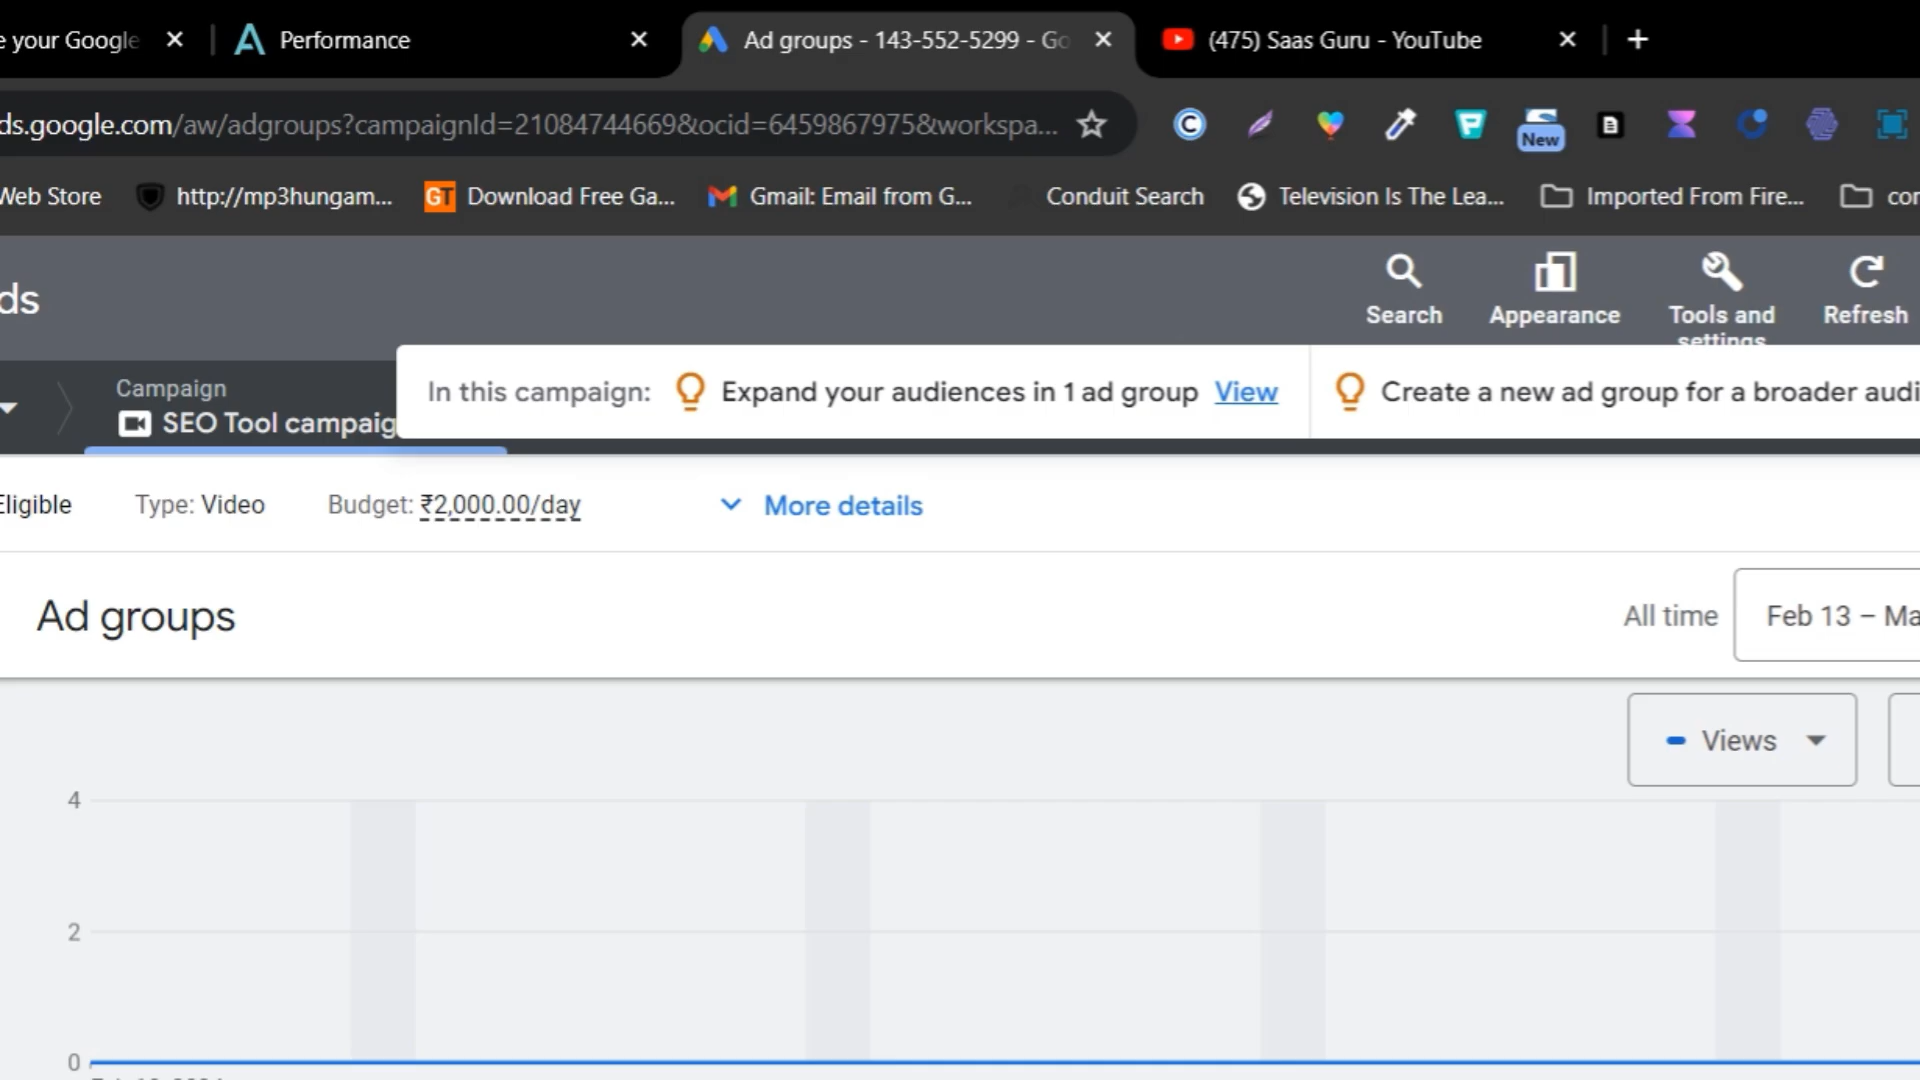 e your Google
Performance
Ad groups - 143-552-5299 - Go
(475) Saas Guru - YouTube
ds.google.com/aw/adgroups?campaignId=21084744669&ocid=6459867975&workspa...
New
Web Store
http://mp3hungam...
GT
Download Free Ga...
Gmail: Email from G...
Conduit Search
Television Is The Lea...
Imported From Fire...
cor
ds
Search
Appearance
Tools and settings
Refresh
Campaign
SEO Tool campaig
In this campaign:
Expand your audiences in 1 ad group View
Create a new ad group for a broader audi
Eligible
Type: Video
Budget: ₹2,000.00/day
More details
Ad groups
All time
Feb 13 – Ma
Views
4
2
0